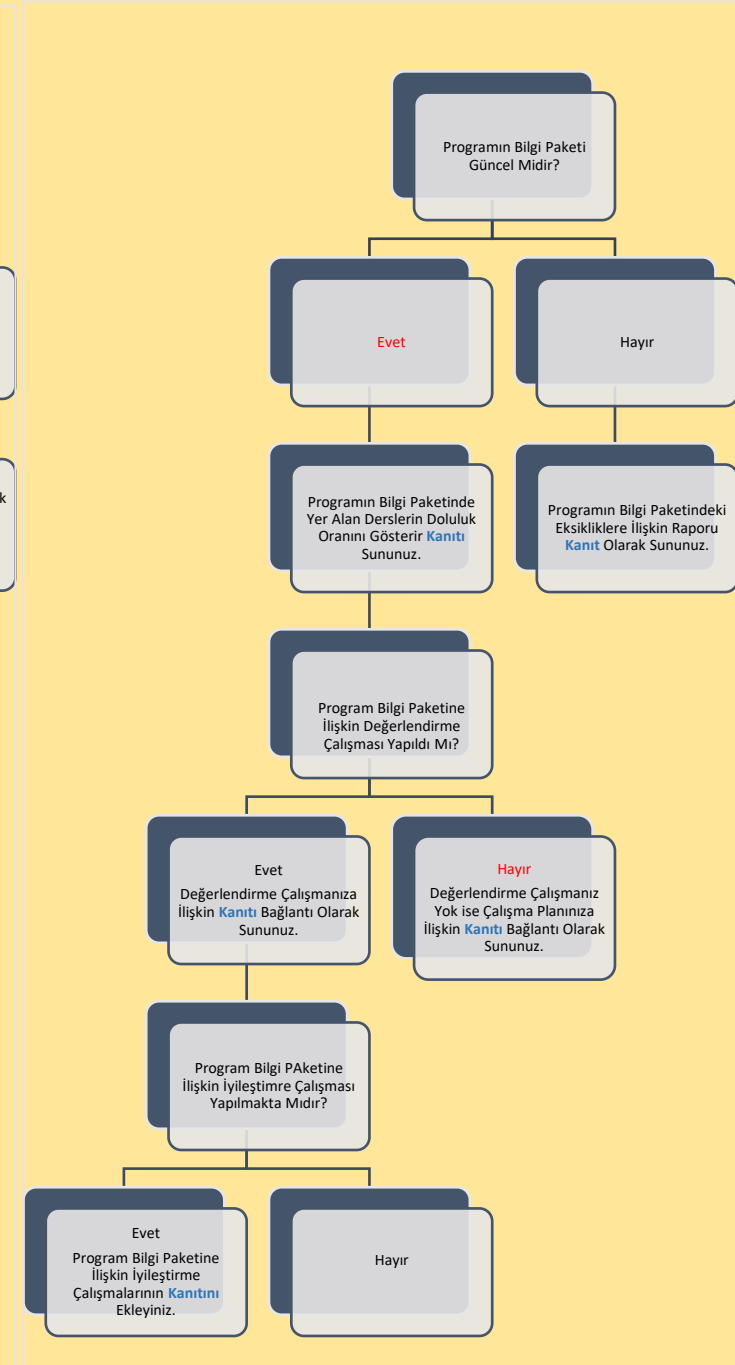 Programın Bilgi Paketi
Güncel Midir?
Evet
Hayır
Programın Bilgi Paketinde
Yer Alan Derslerin Doluluk
Oranını Gösterir Kanıtı
Sununuz.
Programın Bilgi Paketindeki
Eksikliklere İlişkin Raporu
Kanıt Olarak Sununuz.
k
Program Bilgi Paketine
İlişkin Değerlendirme
Çalışması Yapıldı Mı?
Evet
Değerlendirme Çalışmanıza
İlişkin Kanıtı Bağlantı Olarak
Sununuz.
Hayır
Değerlendirme Çalışmanız
Yok ise Çalışma Planınıza
İlişkin Kanıtı Bağlantı Olarak
Sununuz.
Program Bilgi PAketine
İlişkin İyileştimre Çalışması
Yapılmakta Mıdır?
Evet
Program Bilgi Paketine
İlişkin İyileştirme
Çalışmalarının Kanıtını
Ekleyiniz.
Hayır